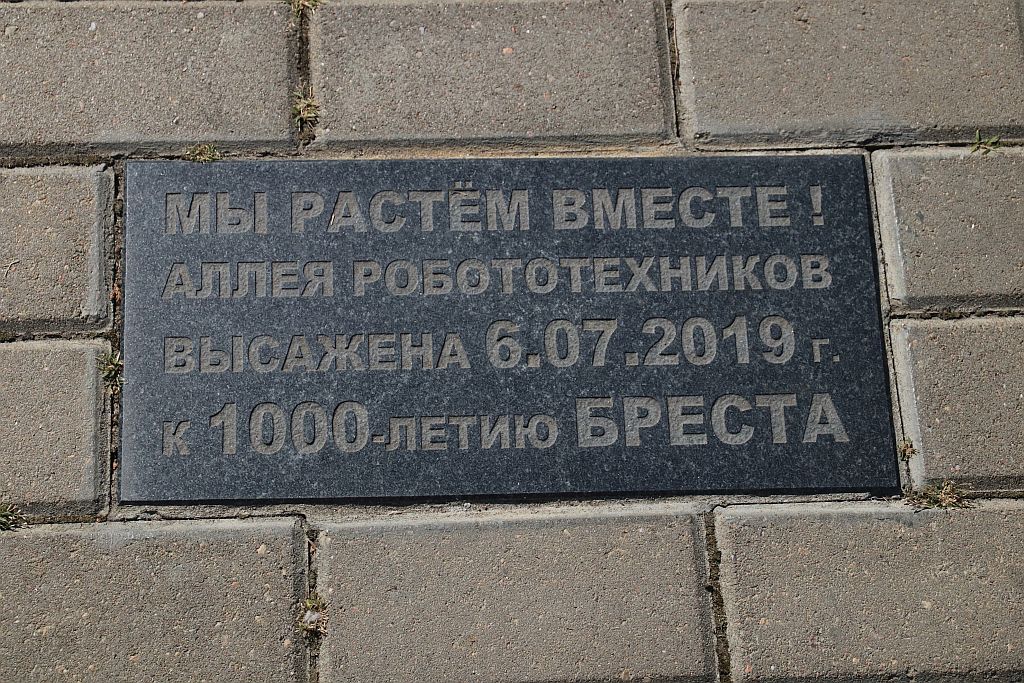 МЫ РАСТЁМ ВМЕСТЕ !
АЛЛЕЯ РОБОТОТЕХНИКОВ
ВЫСАЖЕНА 6.07.2019 г.
К 1000-ЛЕТИЮ БРЕСТА